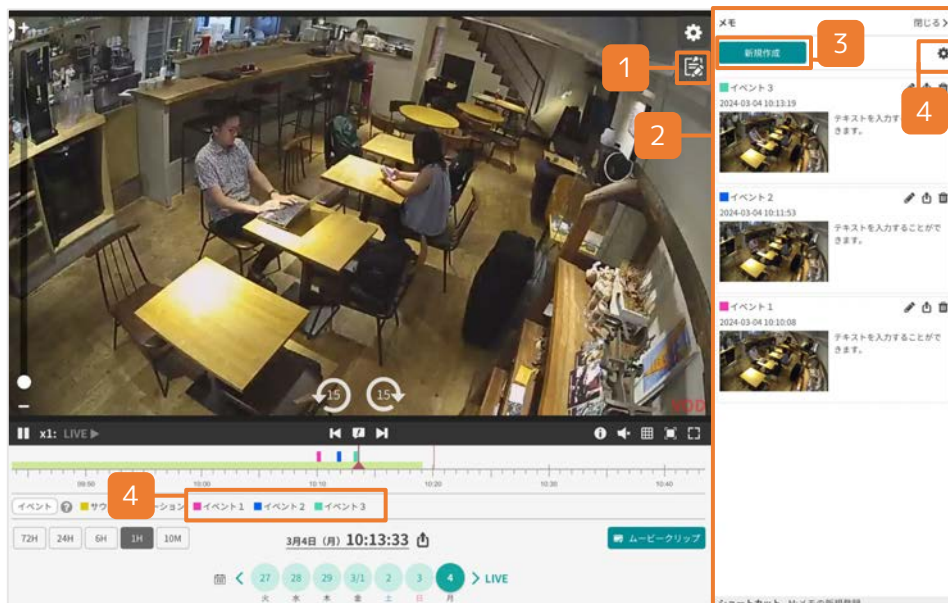 メモ
閉じる
新規作成
3
1
2
4
イベント 3
2024-03-04 10:13:19
テキストを入力す
きます。
イベント 2
2024-03-04 10:11:53
テキストを入力することがで
きます。
イベント 1
2024-03-04 10:10:08
テキストを入力することがで
きます。
15
15
x1: LIVE
09:50
10:00
10:10
10:20
10:40
イベント
サウ
4
ーション
イベント 1
イベント 2
イベント 3
72H
24H
6H
1H
10M
3月4日（月） 10:13:33
ムービークリップ
27
28
29
3/1
2
3
4
LIVE
火
水
木
金
土
日
月